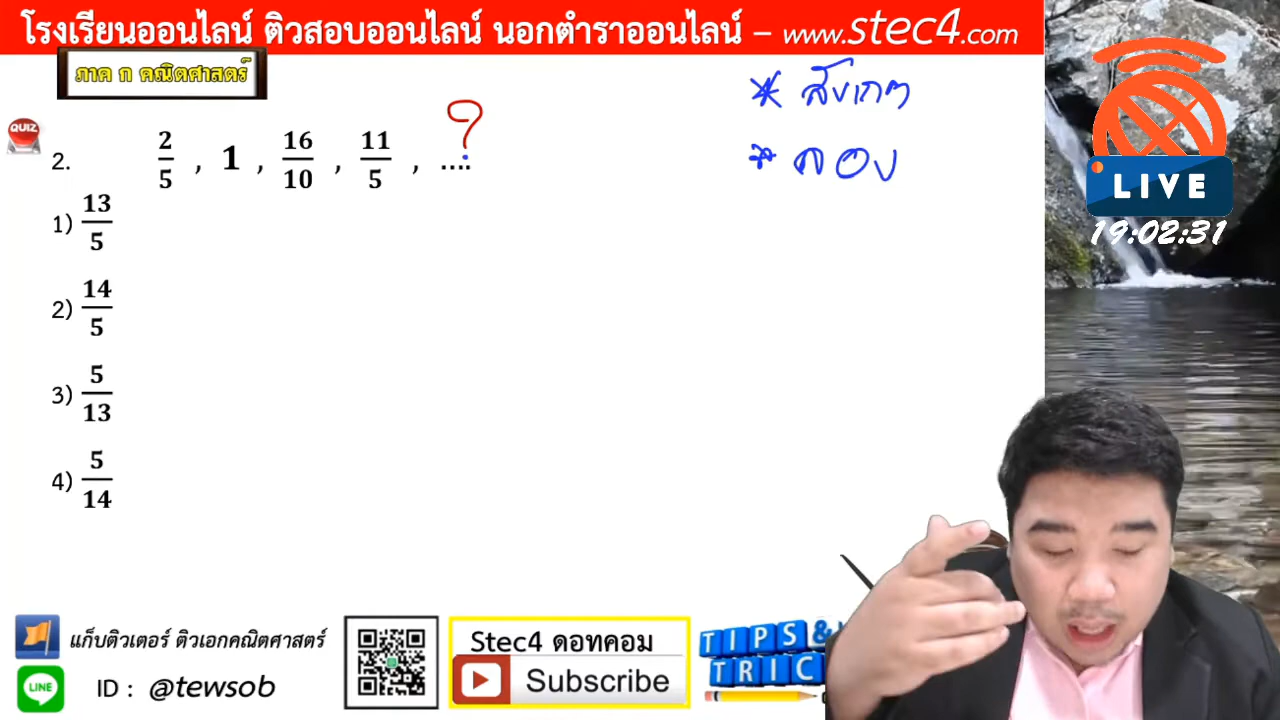 โรงเรียนออนไลน์ ติวสอบออนไลน์ นอกตำราออนไลน์ – www.stec4.com
ภาค ก คณิตศาสตร์
* สังเกต
* ลอง
QUIZ
2. 2/5 , 1 , 16/10 , 11/5 , .... ?
1) 13/5
2) 14/5
3) 5/13
4) 5/14
LIVE
19:02:31
แก็บติวเตอร์ ติวเอกคณิตศาสตร์
LINE
ID : @tewsob
Stec4 ดอทคอม
Subscribe
TIPS &
TRIC